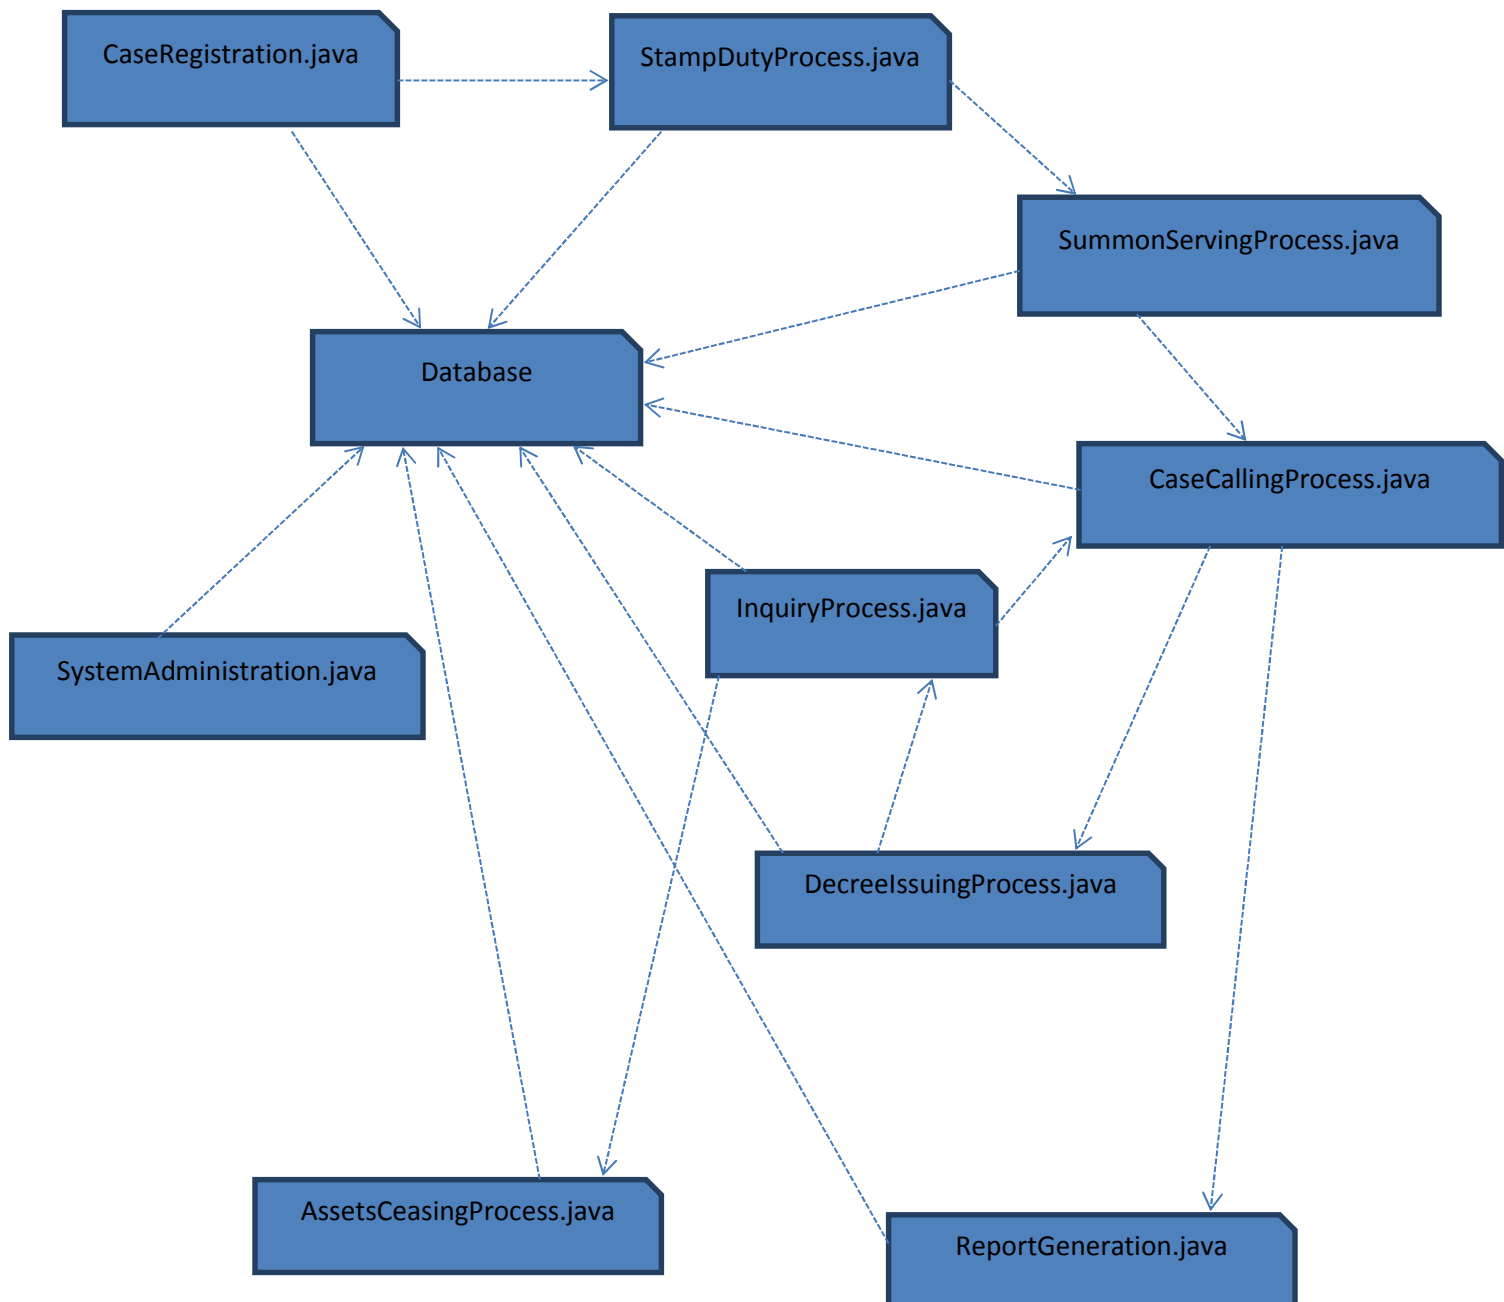 CaseRegistration.java
StampDutyProcess.java
SummonServingProcess.java
Database
CaseCallingProcess.java
InquiryProcess.java
SystemAdministration.java
DecreeIssuingProcess.java
AssetsCeasingProcess.java
ReportGeneration.java